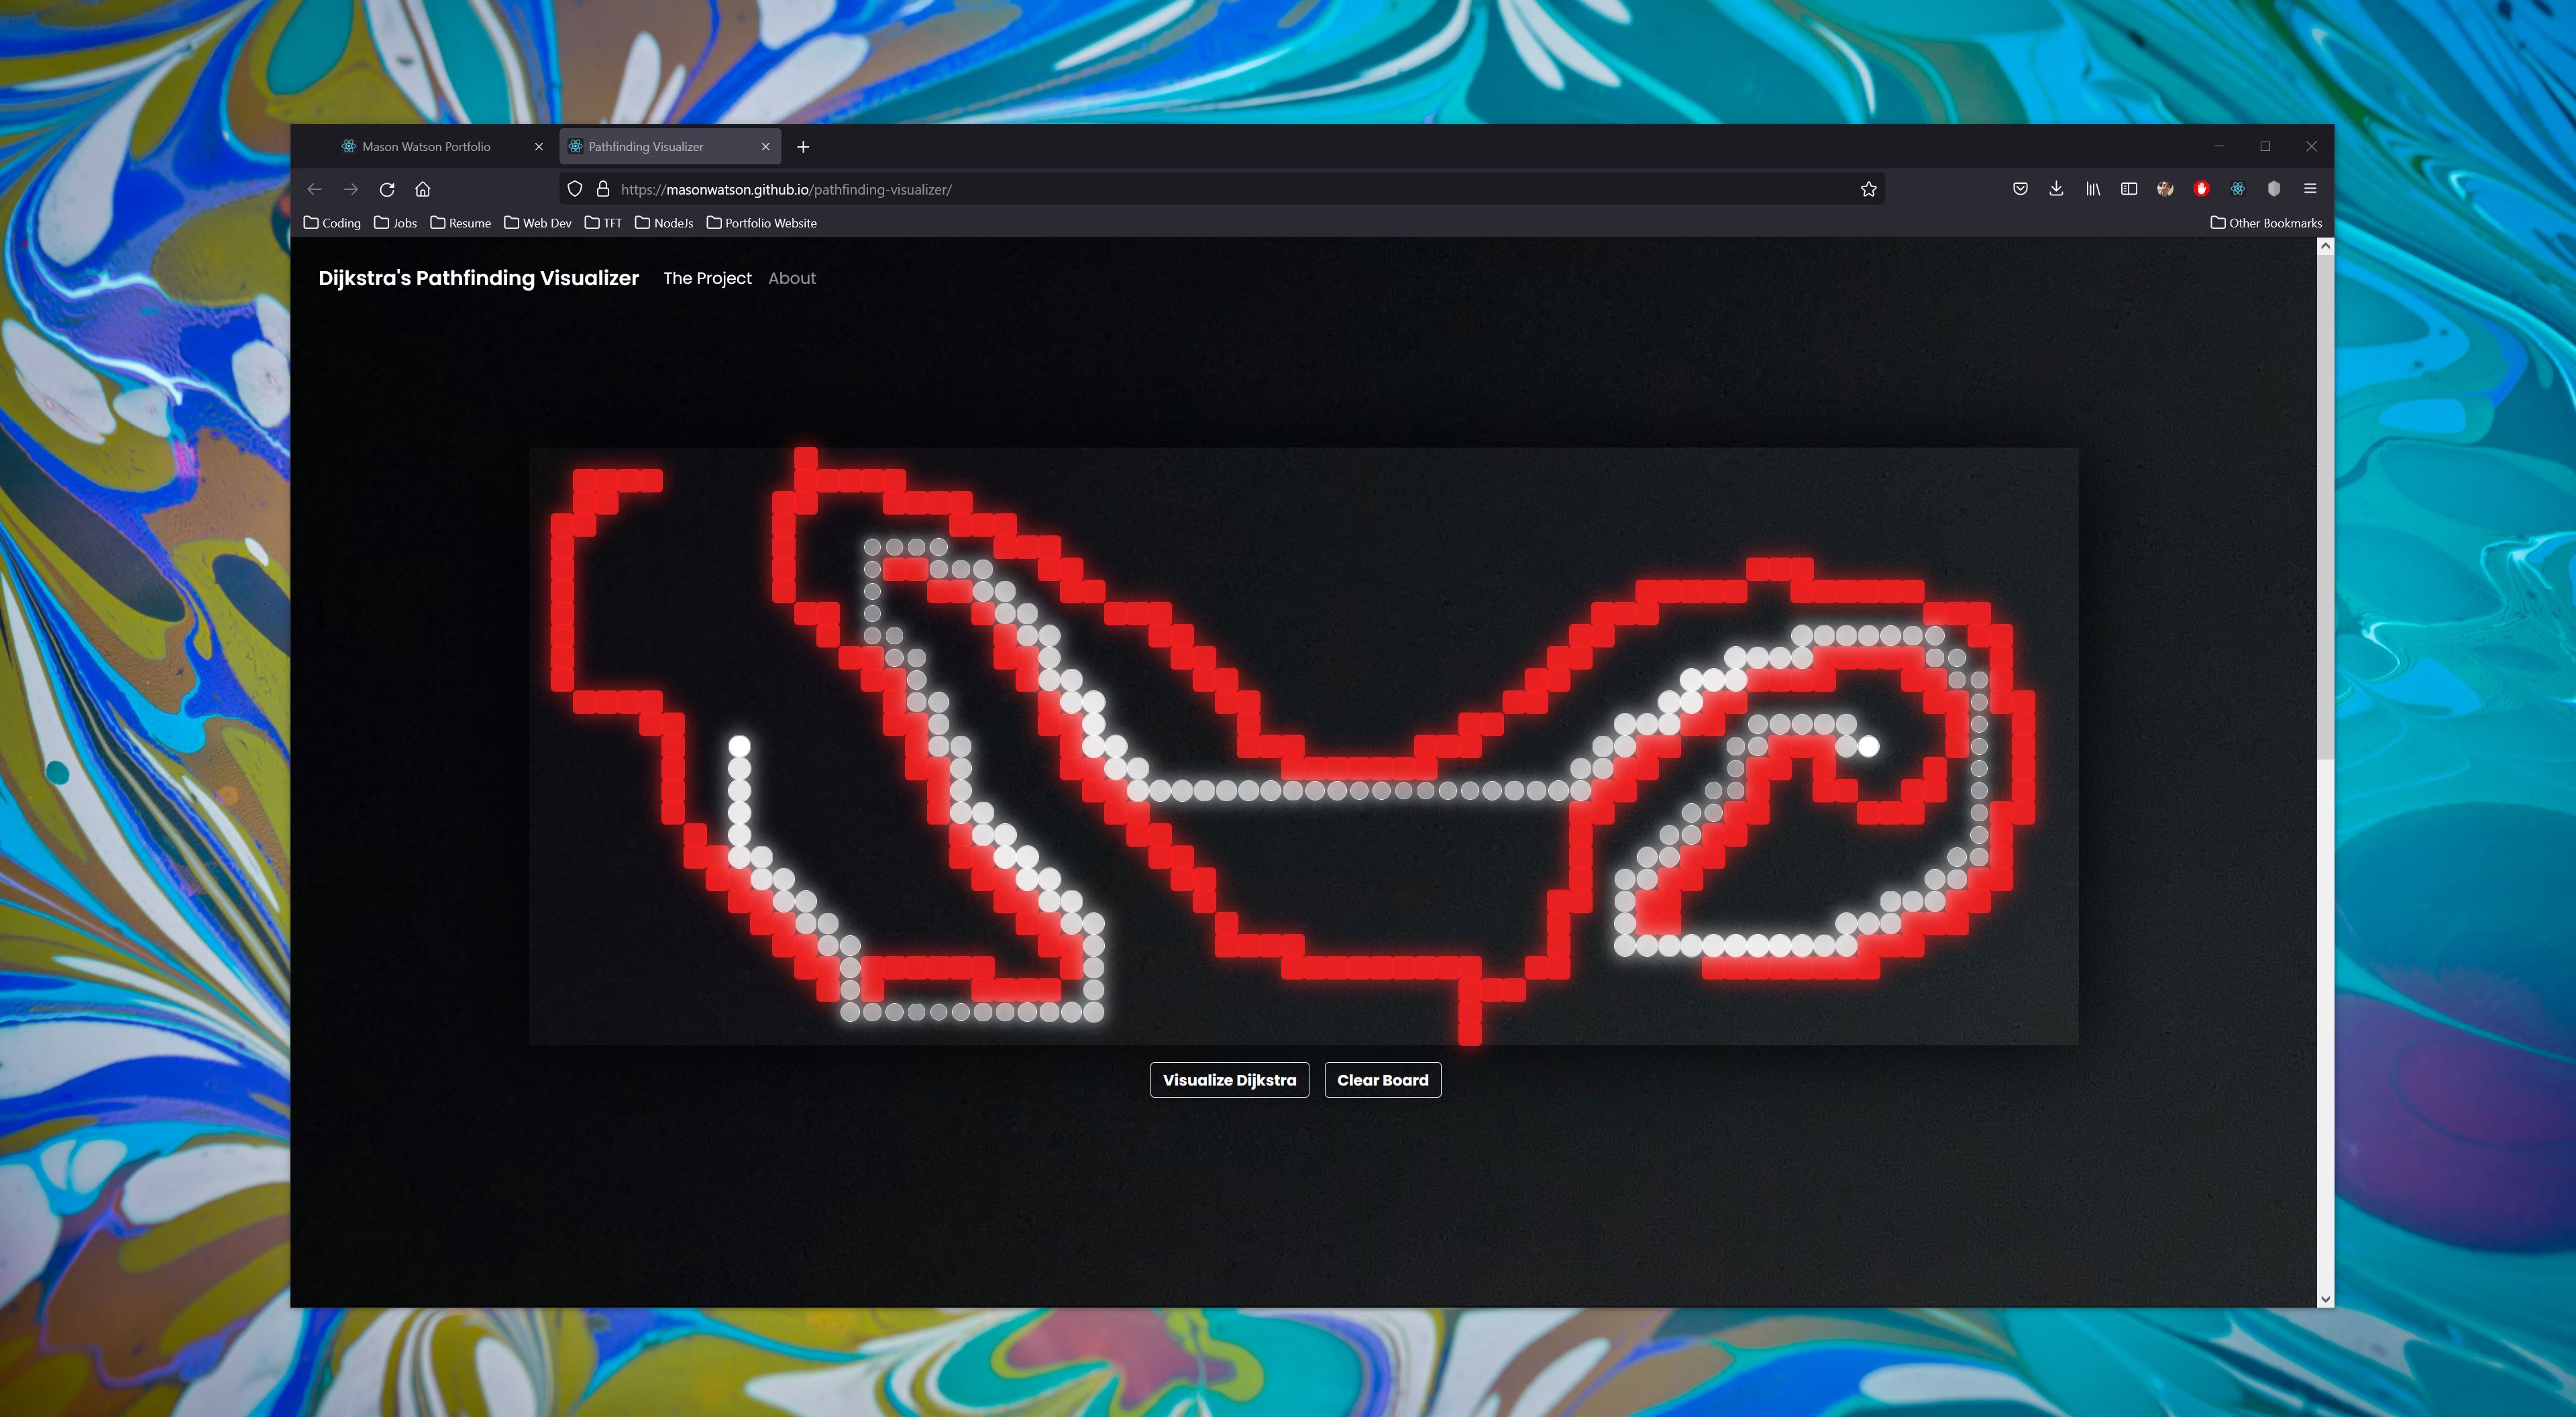 Mason Watson Portfolio
Pathfinding Visualizer
https://masonwatson.github.io/pathfinding-visualizer/
Coding Jobs Resume Web Dev TFT NodeJs Portfolio Website Other Bookmarks
Dijkstra's Pathfinding Visualizer The Project About
Visualize Dijkstra Clear Board